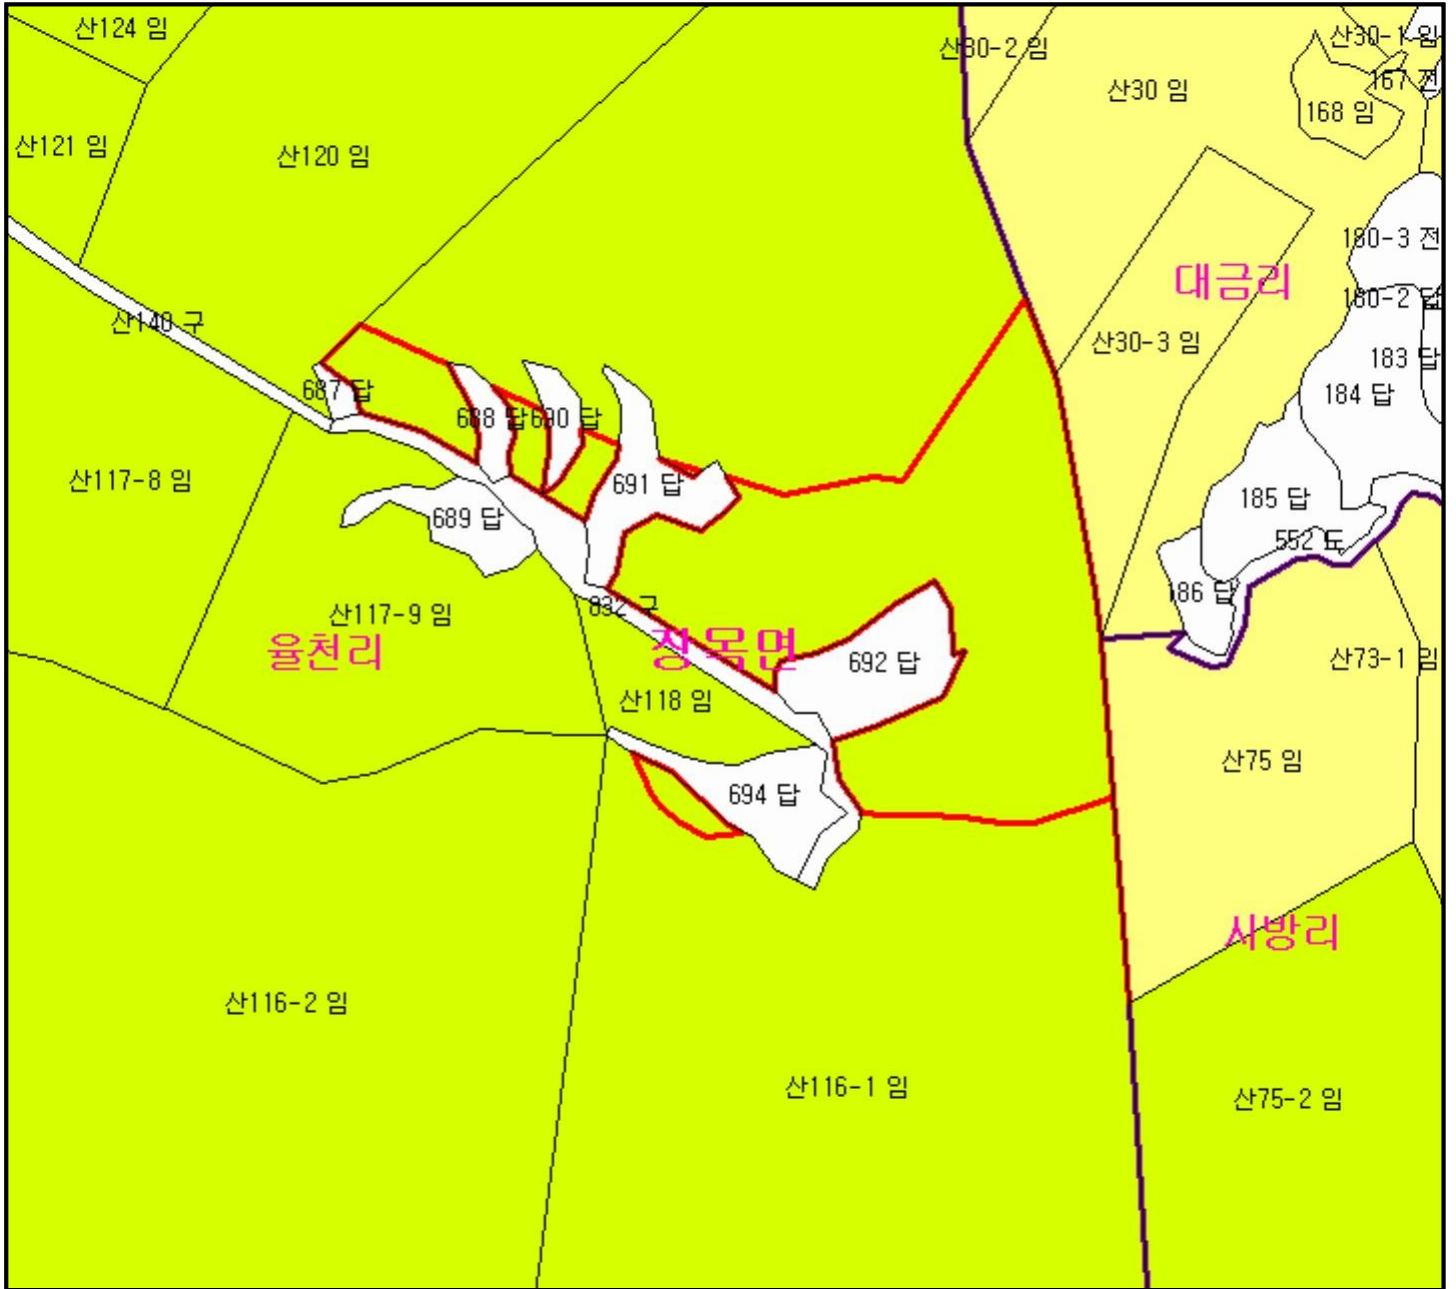 산124 임
산30-2 임
산30-1 임
167 전
산30 임
168 임
산121 임
산120 임
180-3 전
대금리
180-2 답
산140 구
산30-3 임
183 답
687 답
184 답
688 답
690 답
산117-8 임
691 답
185 답
689 답
552 도
186 답
832 구
산117-9 임
율천리
장목면
692 답
산73-1 임
산118 임
산75 임
694 답
사방리
산116-2 임
산116-1 임
산75-2 임